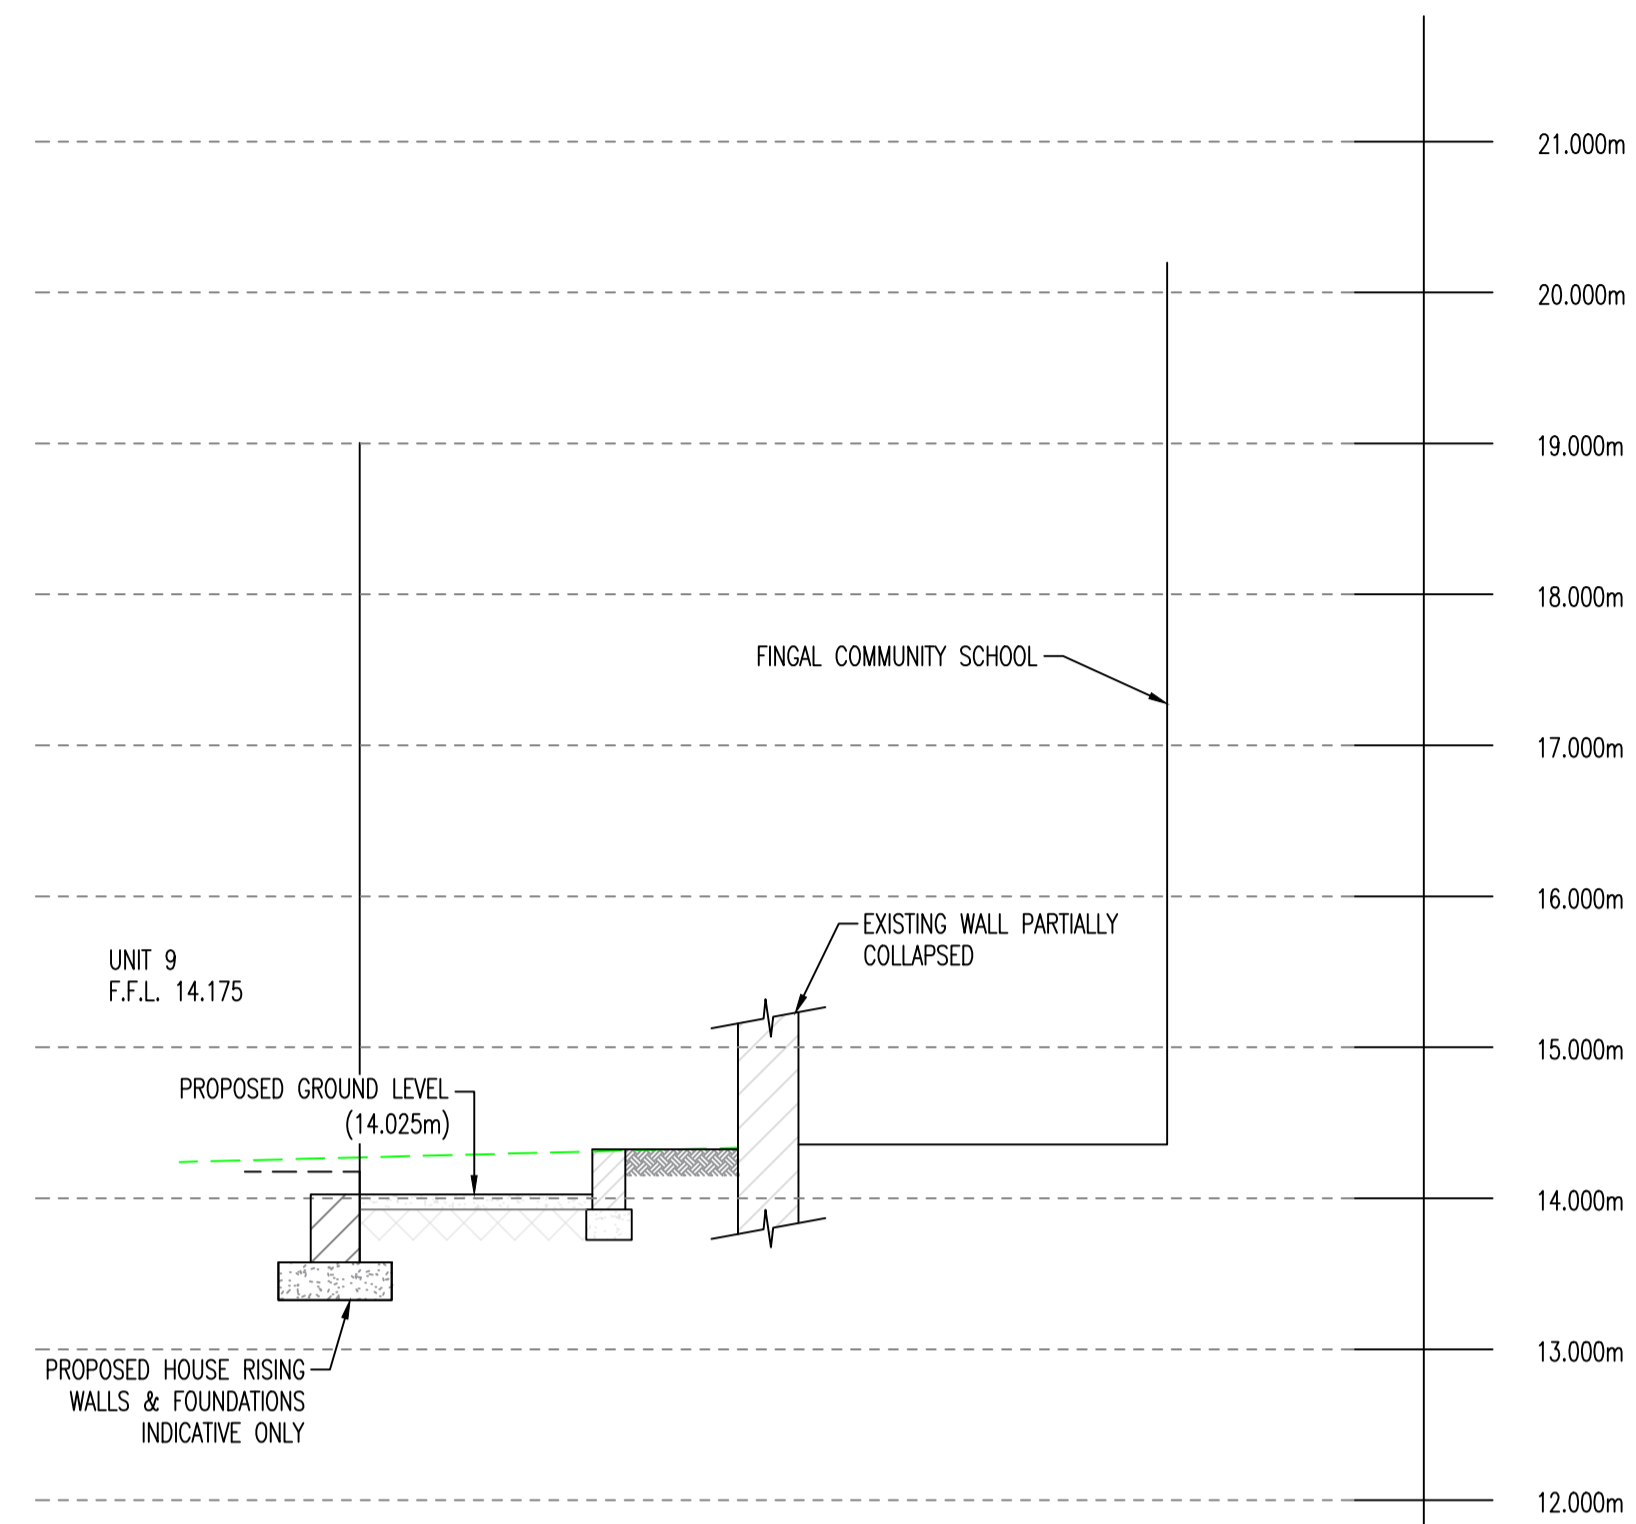 21.000m
20.000m
19.000m
18.000m
FINGAL COMMUNITY SCHOOL
17.000m
16.000m
EXISTING WALL PARTIALLY
COLLAPSED
UNIT 9
F.F.L. 14.175
15.000m
PROPOSED GROUND LEVEL
(14.025m)
14.000m
13.000m
PROPOSED HOUSE RISING
WALLS & FOUNDATIONS
INDICATIVE ONLY
12.000m